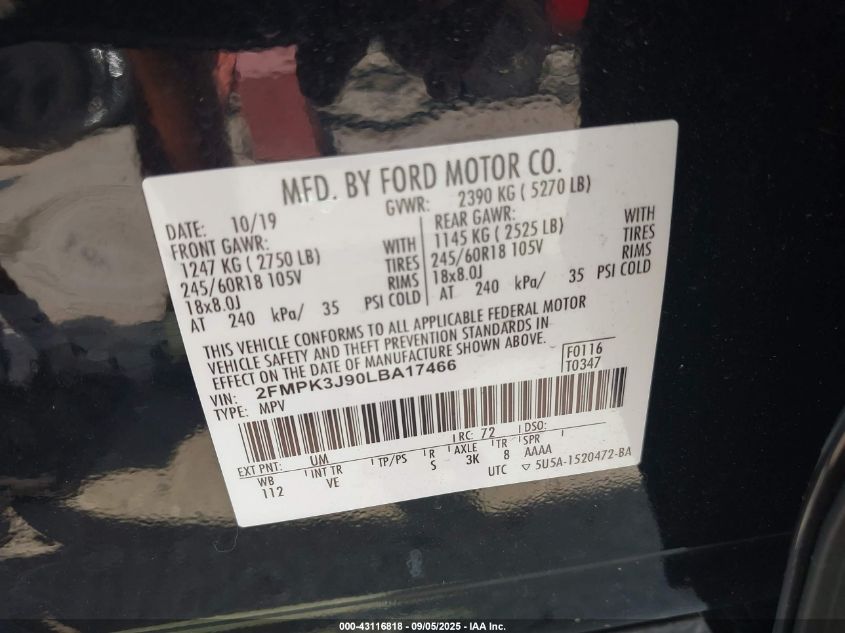 MFD. BY FORD MOTOR CO.
DATE: 10/19
GVWR: 2390 KG ( 5270 LB)
FRONT GAWR:
1247 KG ( 2750 LB) WITH
245/60R18 105V TIRES
18x8.0J RIMS
AT 240 kPa/ 35 PSI COLD
REAR GAWR:
1145 KG ( 2525 LB) WITH
245/60R18 105V TIRES
18x8.0J RIMS
AT 240 kPa/ 35 PSI COLD
THIS VEHICLE CONFORMS TO ALL APPLICABLE FEDERAL MOTOR
VEHICLE SAFETY AND THEFT PREVENTION STANDARDS IN
EFFECT ON THE DATE OF MANUFACTURE SHOWN ABOVE.
VIN: 2FMPK3J90LBA17466
TYPE: MPV
F0116
T0347
EXT PNT: UM RC: 72 DSO:
WB INT TR TP/PS R AXLE TR SPR
112 VE S 3K 8 AAAA
UTC ▽ 5U5A-1520472-BA
000-43116818 - 09/05/2025 - IAA Inc.